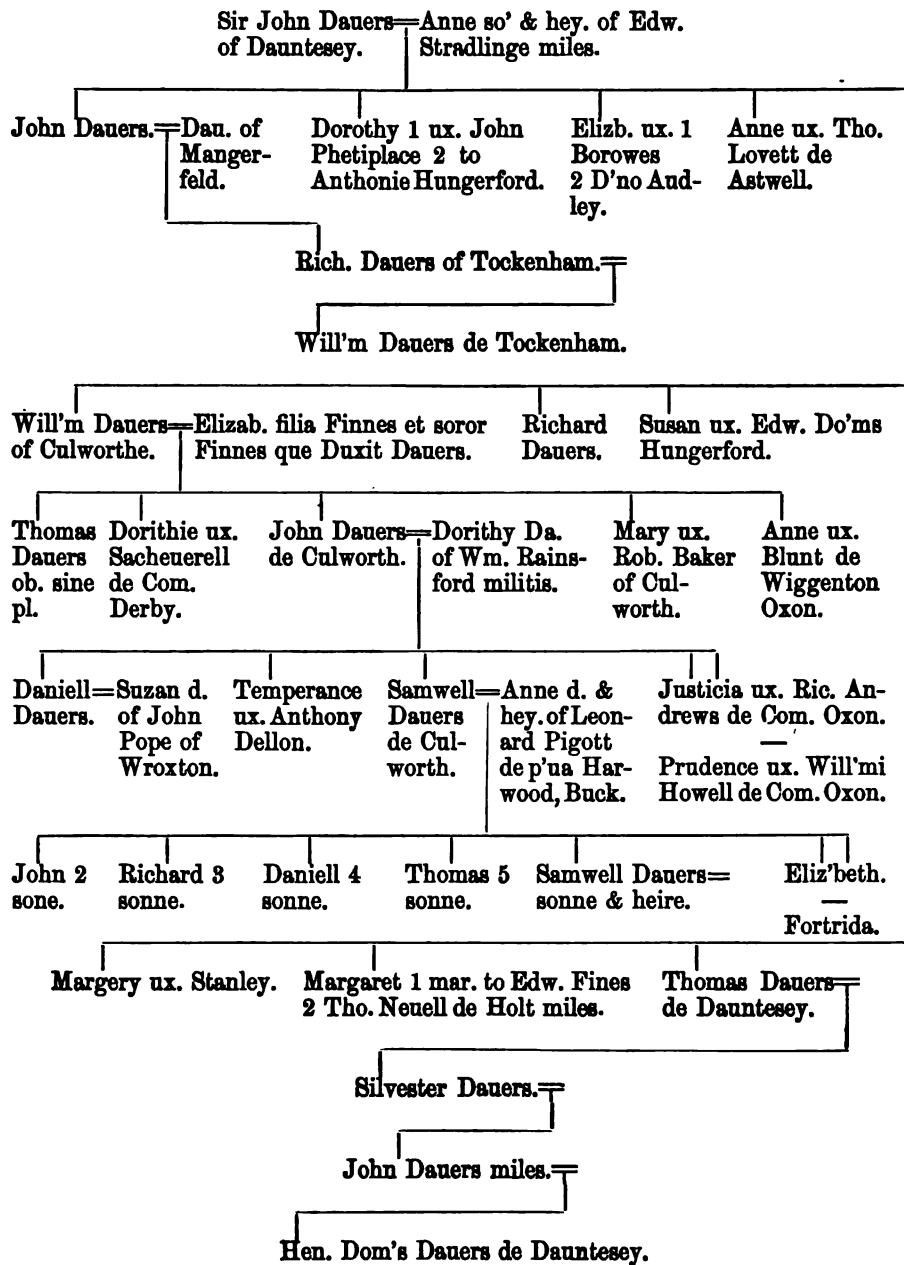 Sir John Dauers=Anne so' & hey. of Edw.
of Dauntesey. Stradlinge miles.
John Dauers.=Dau. of
Manger-
feld.
Dorothy 1 ux. John
Phetiplace 2 to
Anthonie Hungerford.
Elizb. ux. 1
Borowes
2 D'no Aud-
ley.
Anne ux. Tho.
Lovett de
Astwell.
Rich. Dauers of Tockenham.=
Will'm Dauers de Tockenham.
Will'm Dauers=Elizab. filia Finnes et soror
of Culworthe. Finnes que Duxit Dauers.
Richard
Dauers.
Susan ux. Edw. Do'ms
Hungerford.
Thomas
Dauers
ob. sine
pl.
Dorithie ux.
Sacheuerell
de Com.
Derby.
John Dauers=Dorithy Da.
de Culworth. of Wm. Rains-
ford militis.
Mary ux.
Rob. Baker
of Cul-
worth.
Anne ux.
Blunt de
Wiggenton
Oxon.
Daniell=Suzan d.
Dauers. of John
Pope of
Wroxton.
Temperance
ux. Anthony
Dellon.
Samwell=Anne d. &
Dauers hey. of Leon-
de Cul- ard Pigott
worth. de p'ua Har-
wood, Buck.
Justicia ux. Ric. An-
drews de Com. Oxon.
—
Prudence ux. Will'mi
Howell de Com. Oxon.
John 2
sone.
Richard 3
sonne.
Daniell 4
sonne.
Thomas 5
sonne.
Samwell Dauers=
sonne & heire.
Eliz'beth.
—
Fortrida.
Margery ux. Stanley.
Margaret 1 mar. to Edw. Fines
2 Tho. Neuell de Holt miles.
Thomas Dauers=
de Dauntesey.
Silvester Dauers.=
John Dauers miles.=
Hen. Dom's Dauers de Dauntesey.